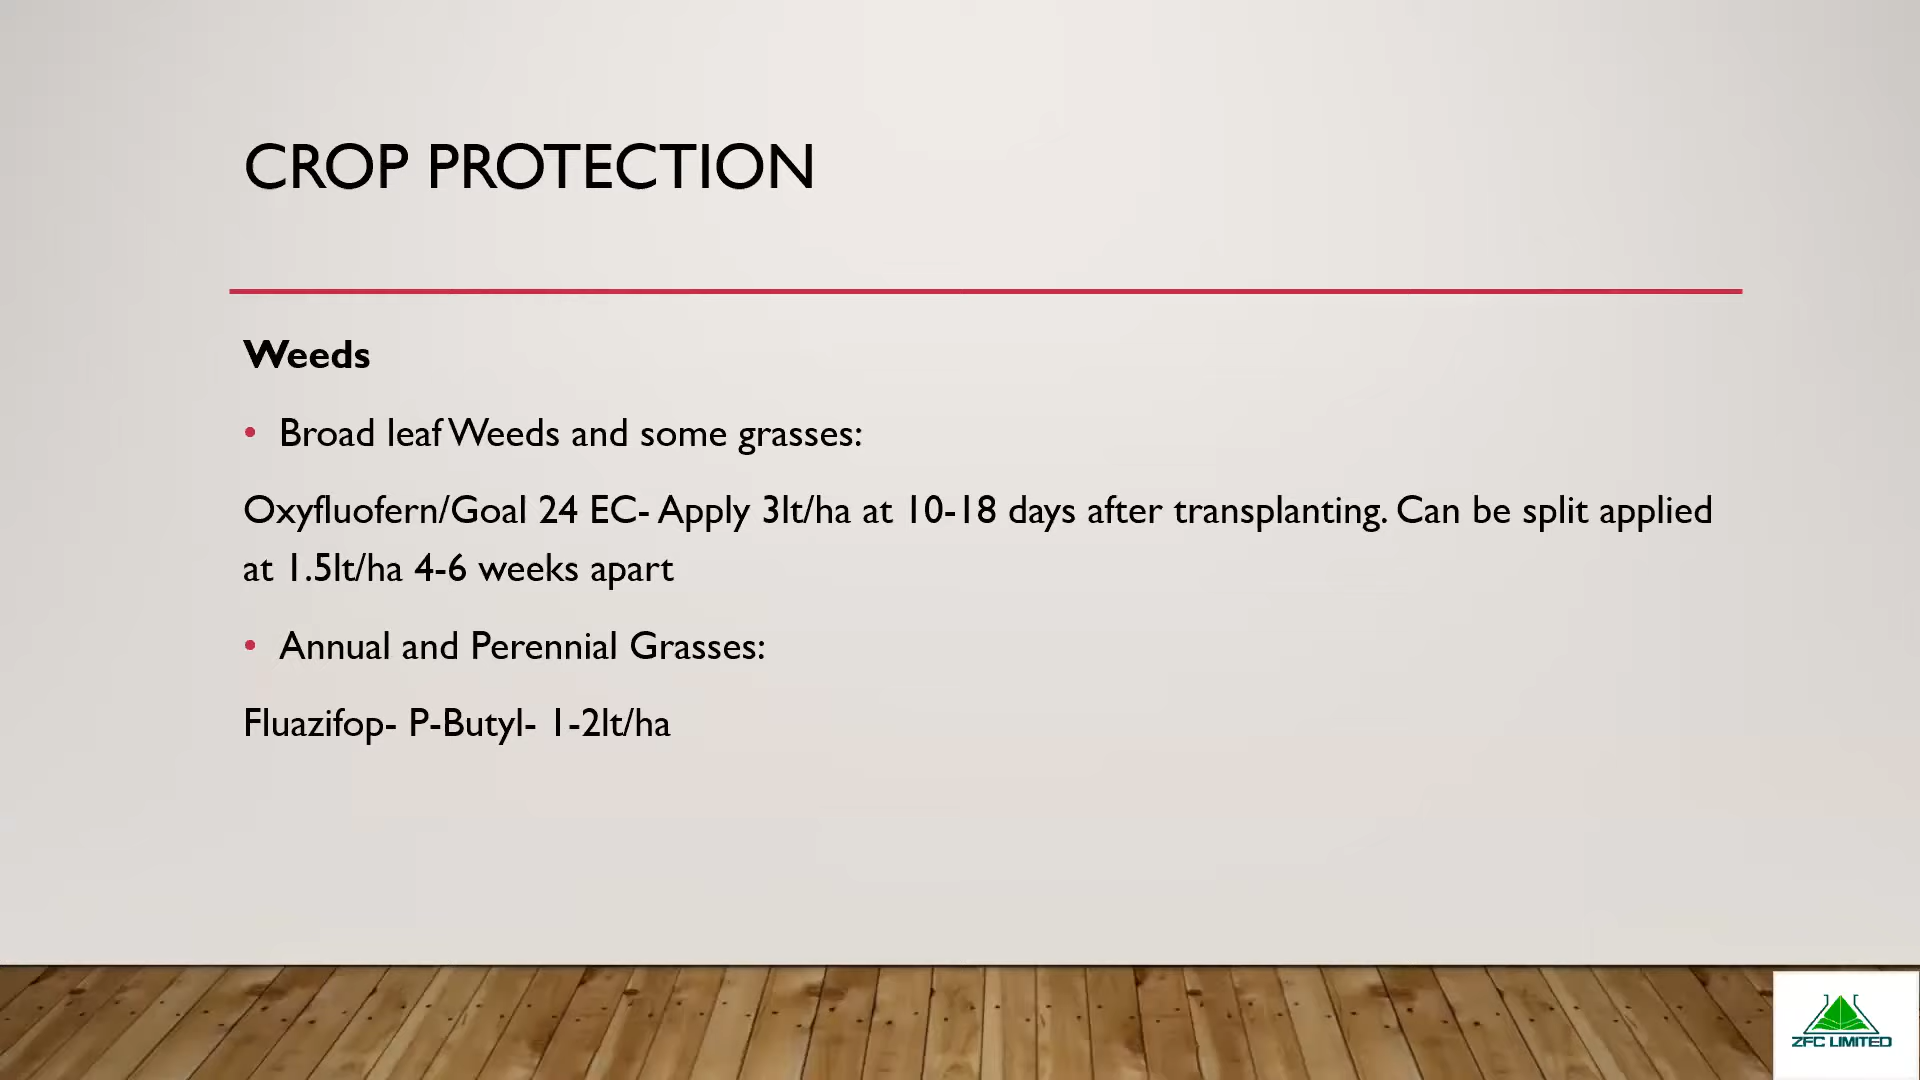 CROP PROTECTION
Weeds
• Broad leaf Weeds and some grasses:
Oxyfluofern/Goal 24 EC- Apply 3lt/ha at 10-18 days after transplanting. Can be split applied
at 1.5lt/ha 4-6 weeks apart
• Annual and Perennial Grasses:
Fluazifop- P-Butyl- 1-2lt/ha
ZFC LIMITED